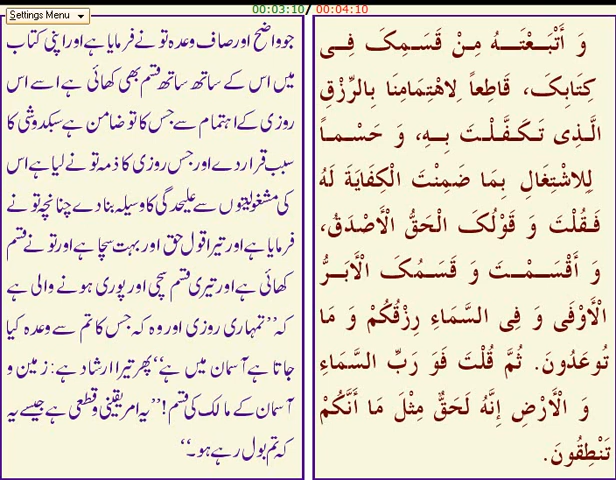 Settings Menu
00:03:10 / 00:04:10
وَ أَتْبَعْتَهُ مِنْ قَسَمِكَ فِى
كِتَابِكَ، قَاطِعاً لِاهْتِمَامِنَا بِالرِّزْقِ
الَّذِى تَكَفَّلْتَ بِهِ، وَ حَسْماً
لِلِاشْتِغَالِ بِمَا ضَمِنْتَ الْكِفَايَةَ لَهُ
فَقُلْتَ وَ قَوْلُكَ الْحَقُّ الْأَصْدَقُ،
وَ أَقْسَمْتَ وَ قَسَمُكَ الْأَبَرُّ
الْأَوْفَى وَ فِى السَّمَاءِ رِزْقُكُمْ وَ مَا
تُوعَدُونَ. ثُمَّ قُلْتَ فَوَ رَبِّ السَّمَاءِ
وَ الْأَرْضِ إِنَّهُ لَحَقٌّ مِثْلَ مَا أَنَّكُمْ
تَنْطِقُونَ.
جو واضح اور صاف وعدہ تو نے فرمایا ہے اور اپنی کتاب
میں اس کے ساتھ ساتھ قسم بھی کھائی ہے اسے اس
روزی کے اہتمام سے جس کا تو ضامن ہے سبکدوشی کا
سبب قرار دے اور جس روزی کا ذمہ تو نے لیا ہے اس
کی مشغولیتوں سے علیحدگی کا وسیلہ بنا دے چنانچہ تو نے
فرمایا ہے اور تیرا قول حق اور بہت سچا ہے اور تو نے قسم
کھائی ہے اور تیری قسم سچی اور پوری ہونے والی ہے
کہ ’’تمہاری روزی اور وہ کہ جس کا تم سے وعدہ کیا
جاتا ہے آسمان میں ہے‘‘ پھر تیرا ارشاد ہے: زمین و
آسمان کے مالک کی قسم! ’’یہ امر یقینی و قطعی ہے جیسے یہ
کہ تم بول رہے ہو۔‘‘